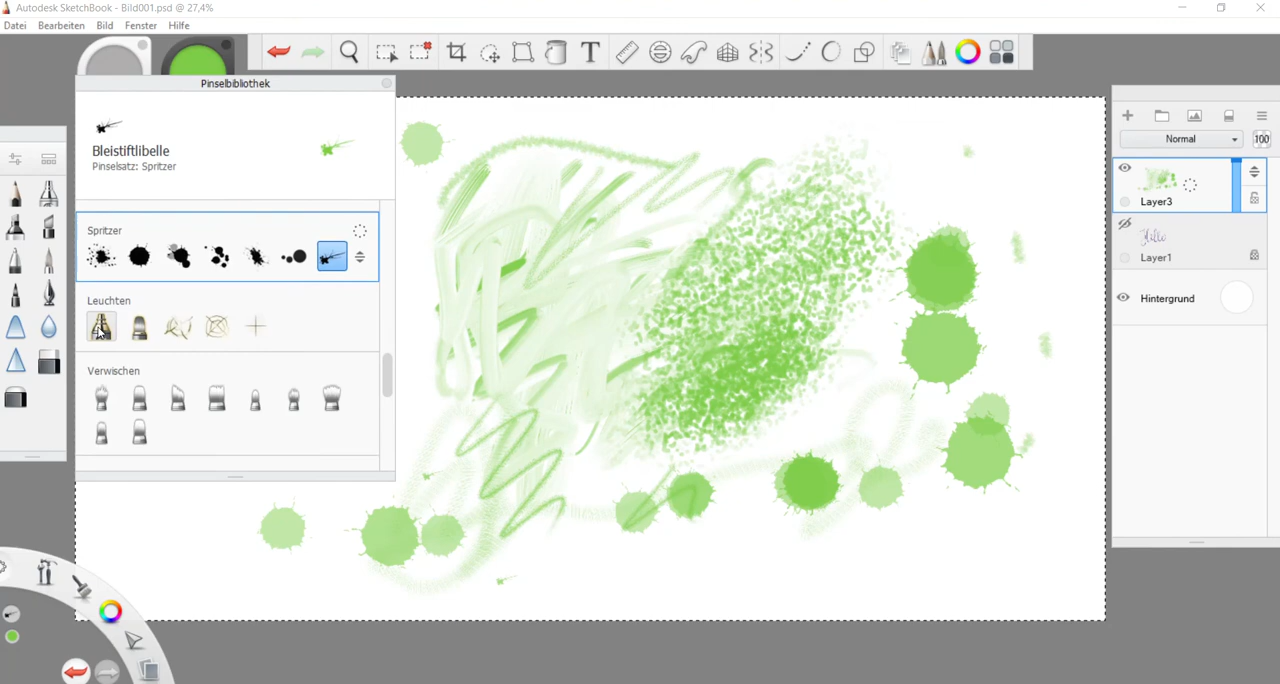 Autodesk SketchBook - Bild001.psd @ 27,4%
Datei Bearbeiten Bild Fenster Hilfe
T
Pinselbibliothek
Bleistiftlibelle
Pinselsatz: Spritzer
Spritzer
Leuchten
Verwischen
Normal 100
Layer3
Hillo
Layer1
Hintergrund